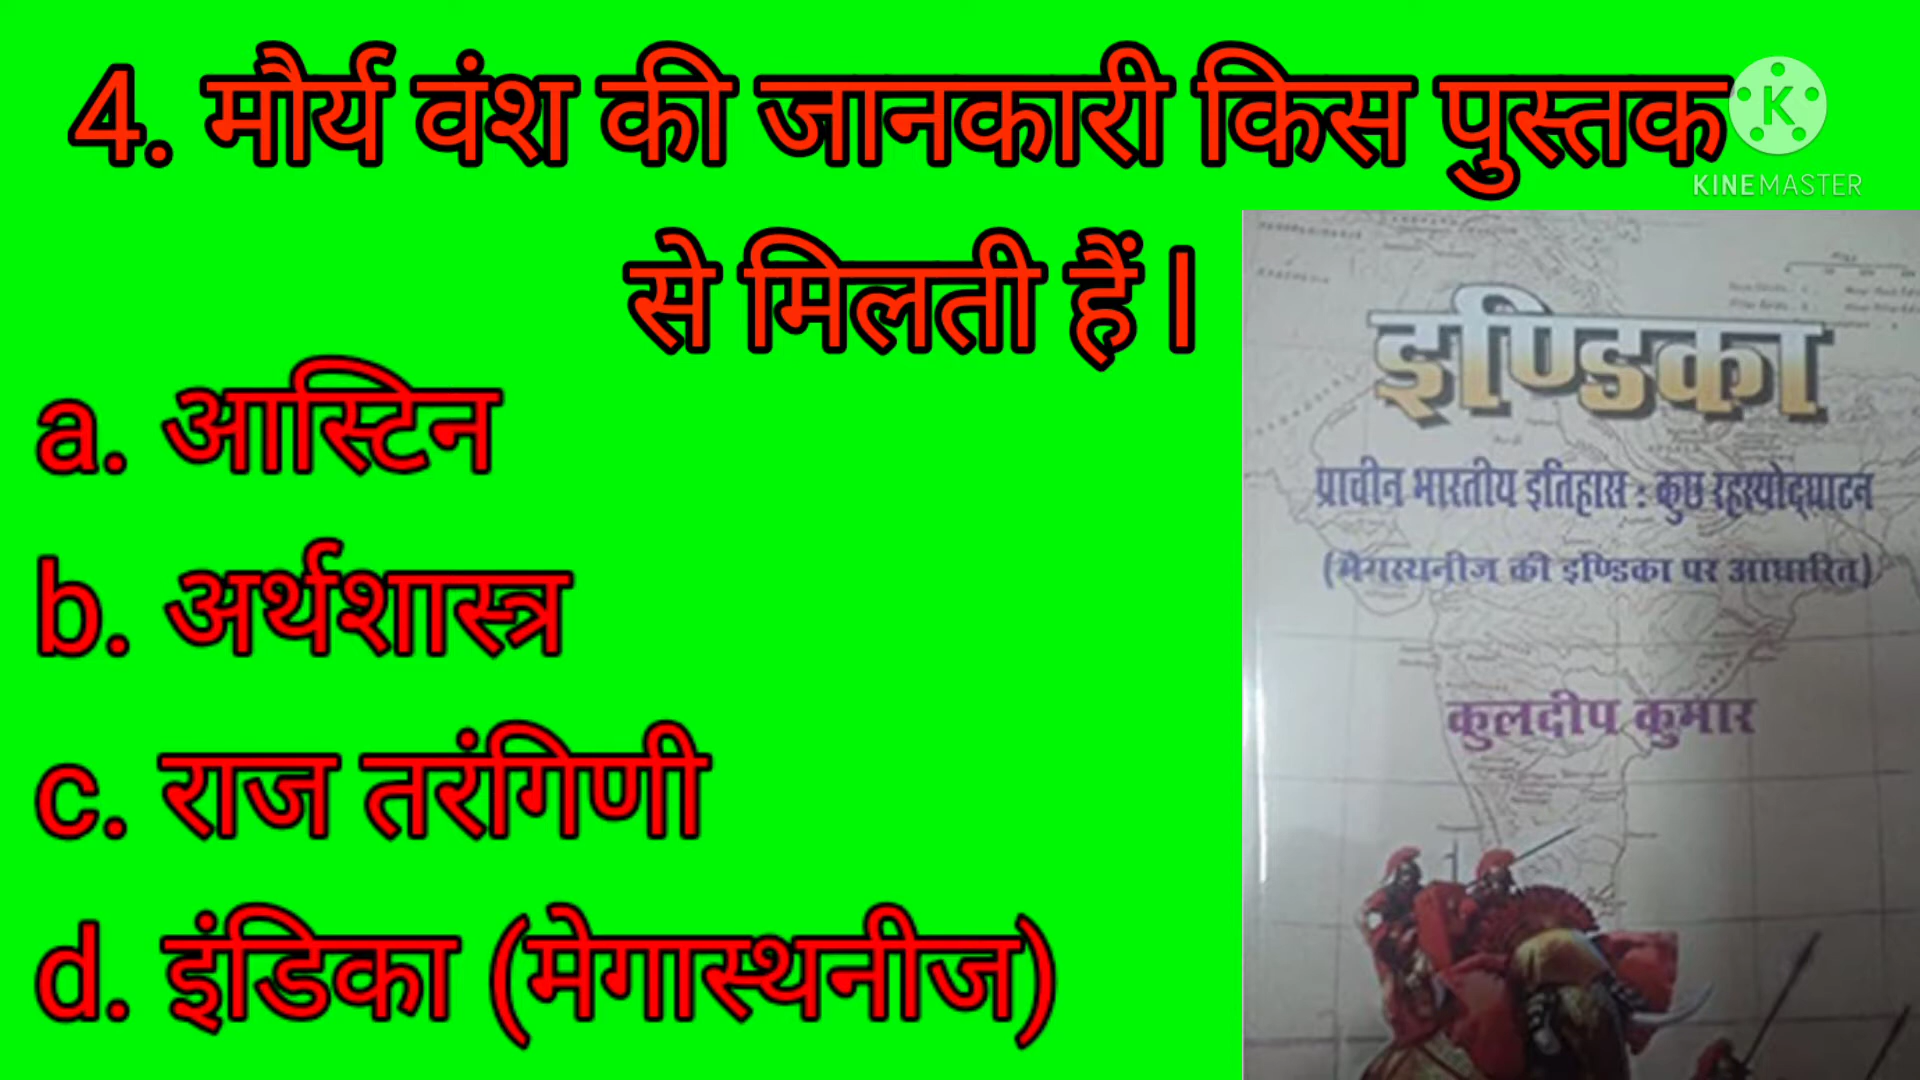 4. मौर्य वंश की जानकारी किस पुस्तक
से मिलती हैं l
KINEMASTER
a. आस्टिन
b. अर्थशास्त्र
c. राज तरंगिणी
d. इंडिका (मेगास्थनीज)
इण्डिका
प्राचीन भारतीय इतिहास : कुछ रहस्योद्घाटन
(मेगस्थनीज की इण्डिका पर आधारित)
कुलदीप कुमार